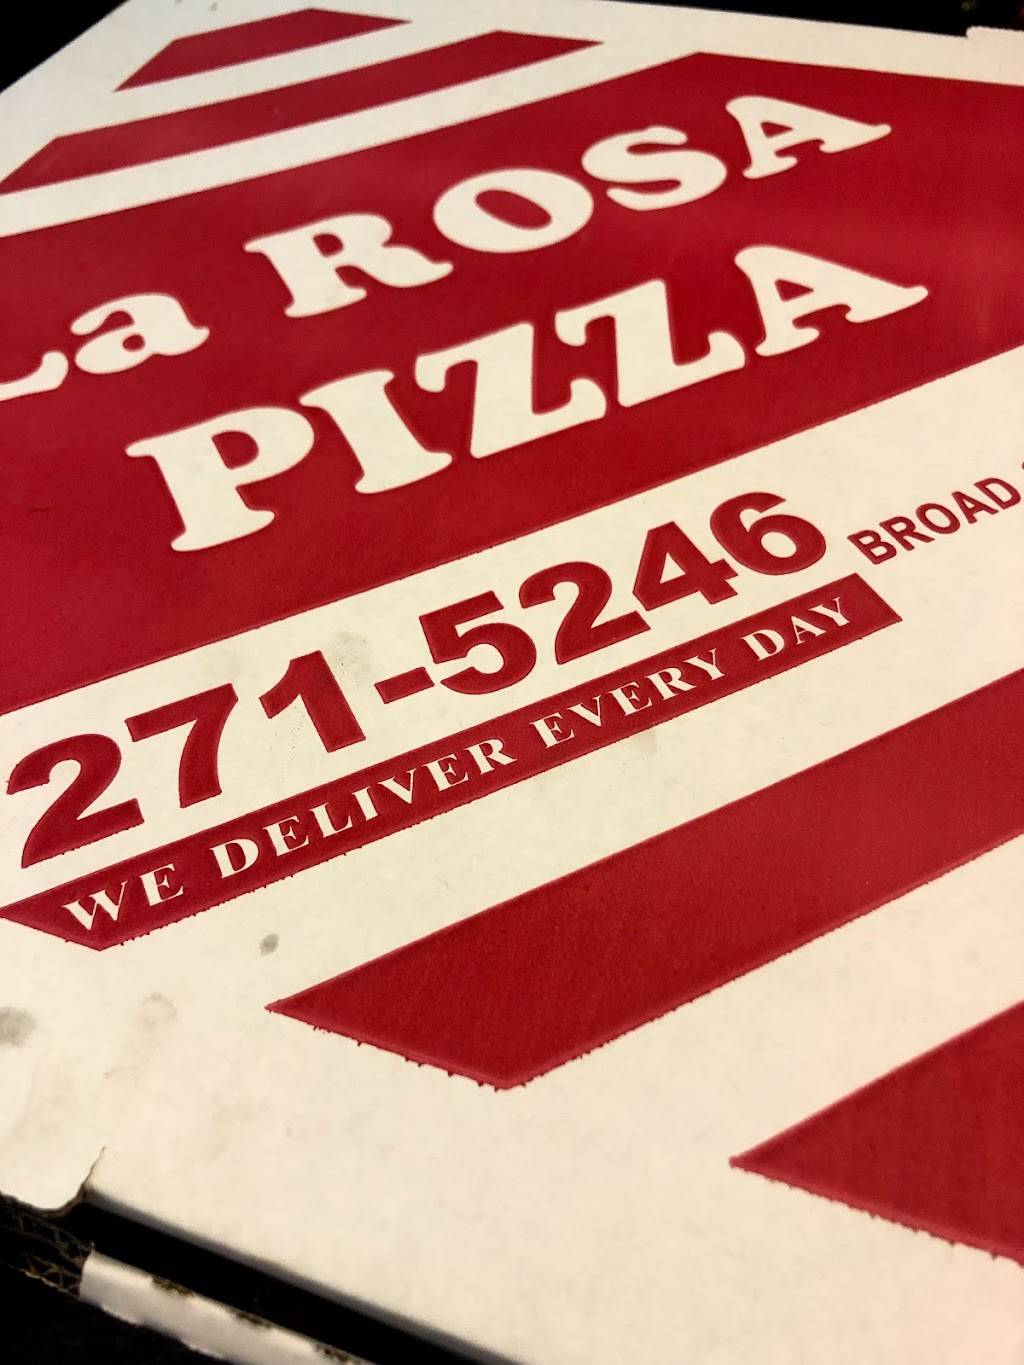 La ROSA
PIZZA
271-5246
BROAD
WE DELIVER EVERY DAY